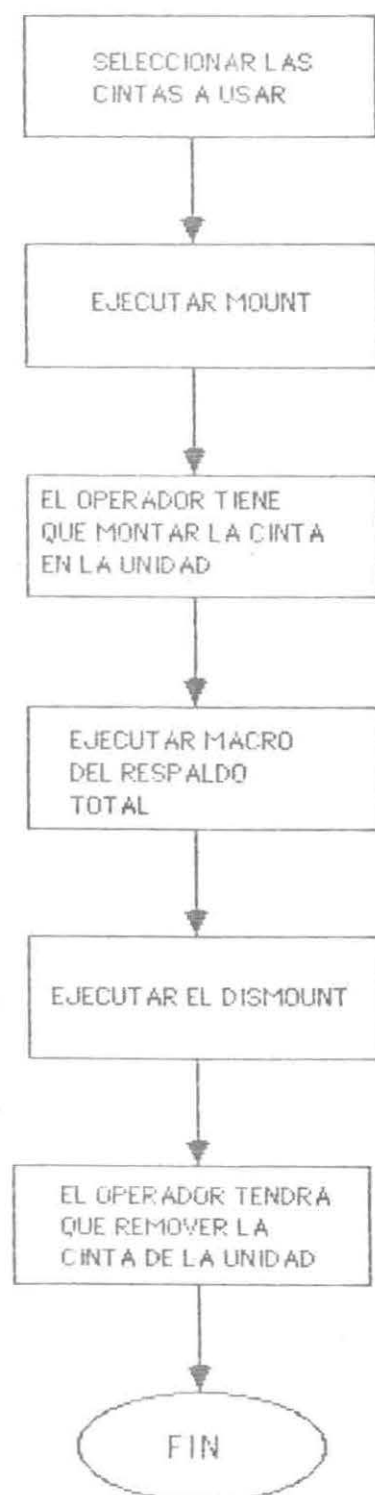 SELECCIONAR LAS
CINTAS A USAR
EJECUTAR MOUNT
EL OPERADOR TIENE
QUE MONTAR LA CINTA
EN LA UNIDAD
EJECUTAR MACRO
DEL RESPALDO
TOTAL
EJECUTAR EL DISMOUNT
EL OPERADOR TENDRA
QUE REMOVER LA
CINTA DE LA UNIDAD
FIN